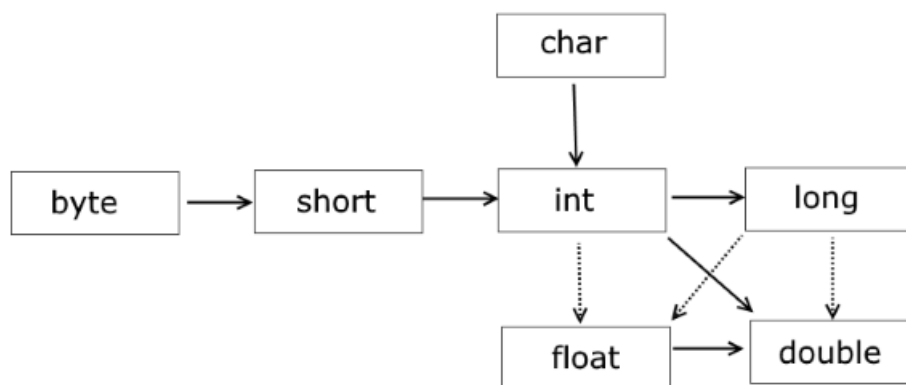 char
byte
short
int
long
float
double